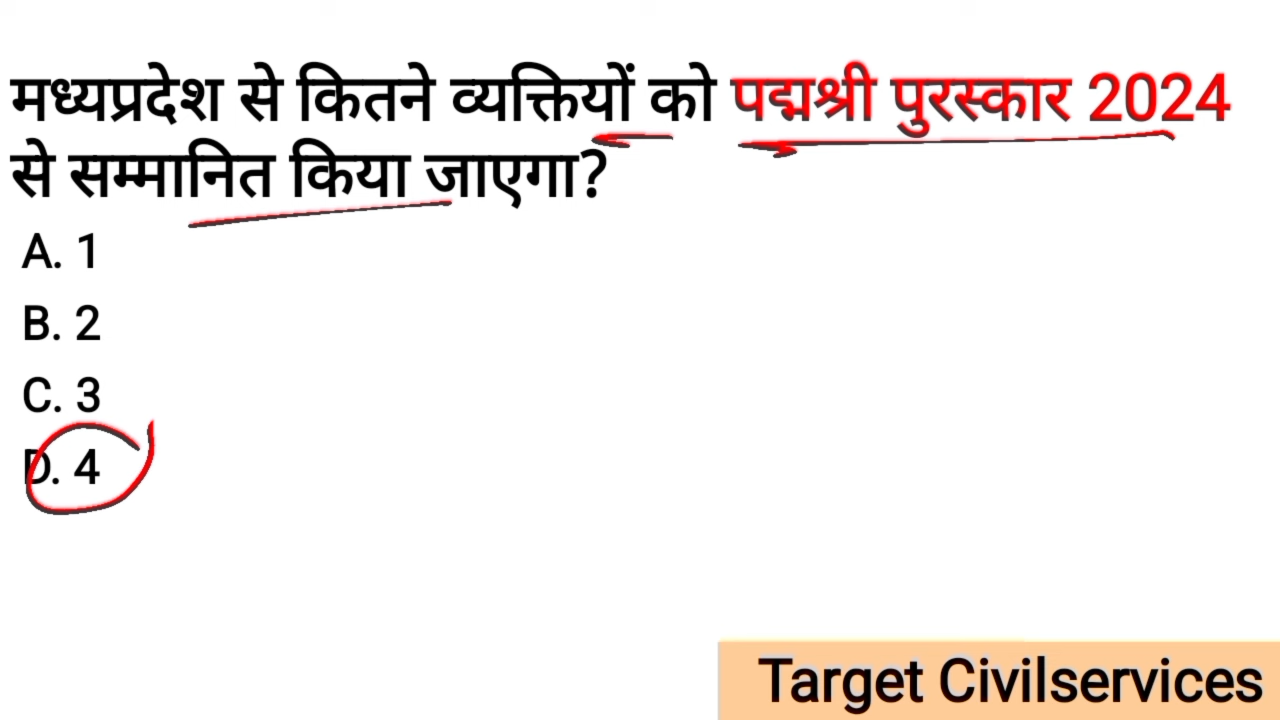 मध्यप्रदेश से कितने व्यक्तियों को पद्मश्री पुरस्कार 2024
से सम्मानित किया जाएगा?
A. 1
B. 2
C. 3
D. 4
Target Civilservices